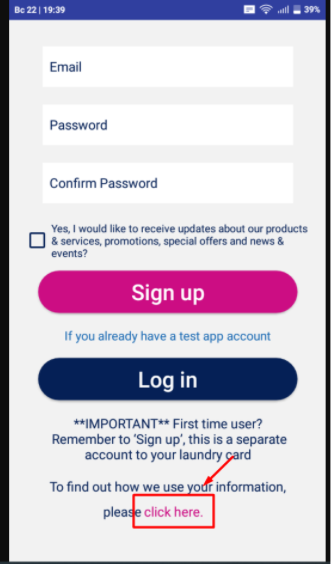 Вс 22 | 19:39
39%
Email
Password
Confirm Password
Yes, I would like to receive updates about our products
& services, promotions, special offers and news &
events?
Sign up
If you already have a test app account
Log in
**IMPORTANT** First time user?
Remember to ‘Sign up’, this is a separate
account to your laundry card
To find out how we use your information,
please click here.